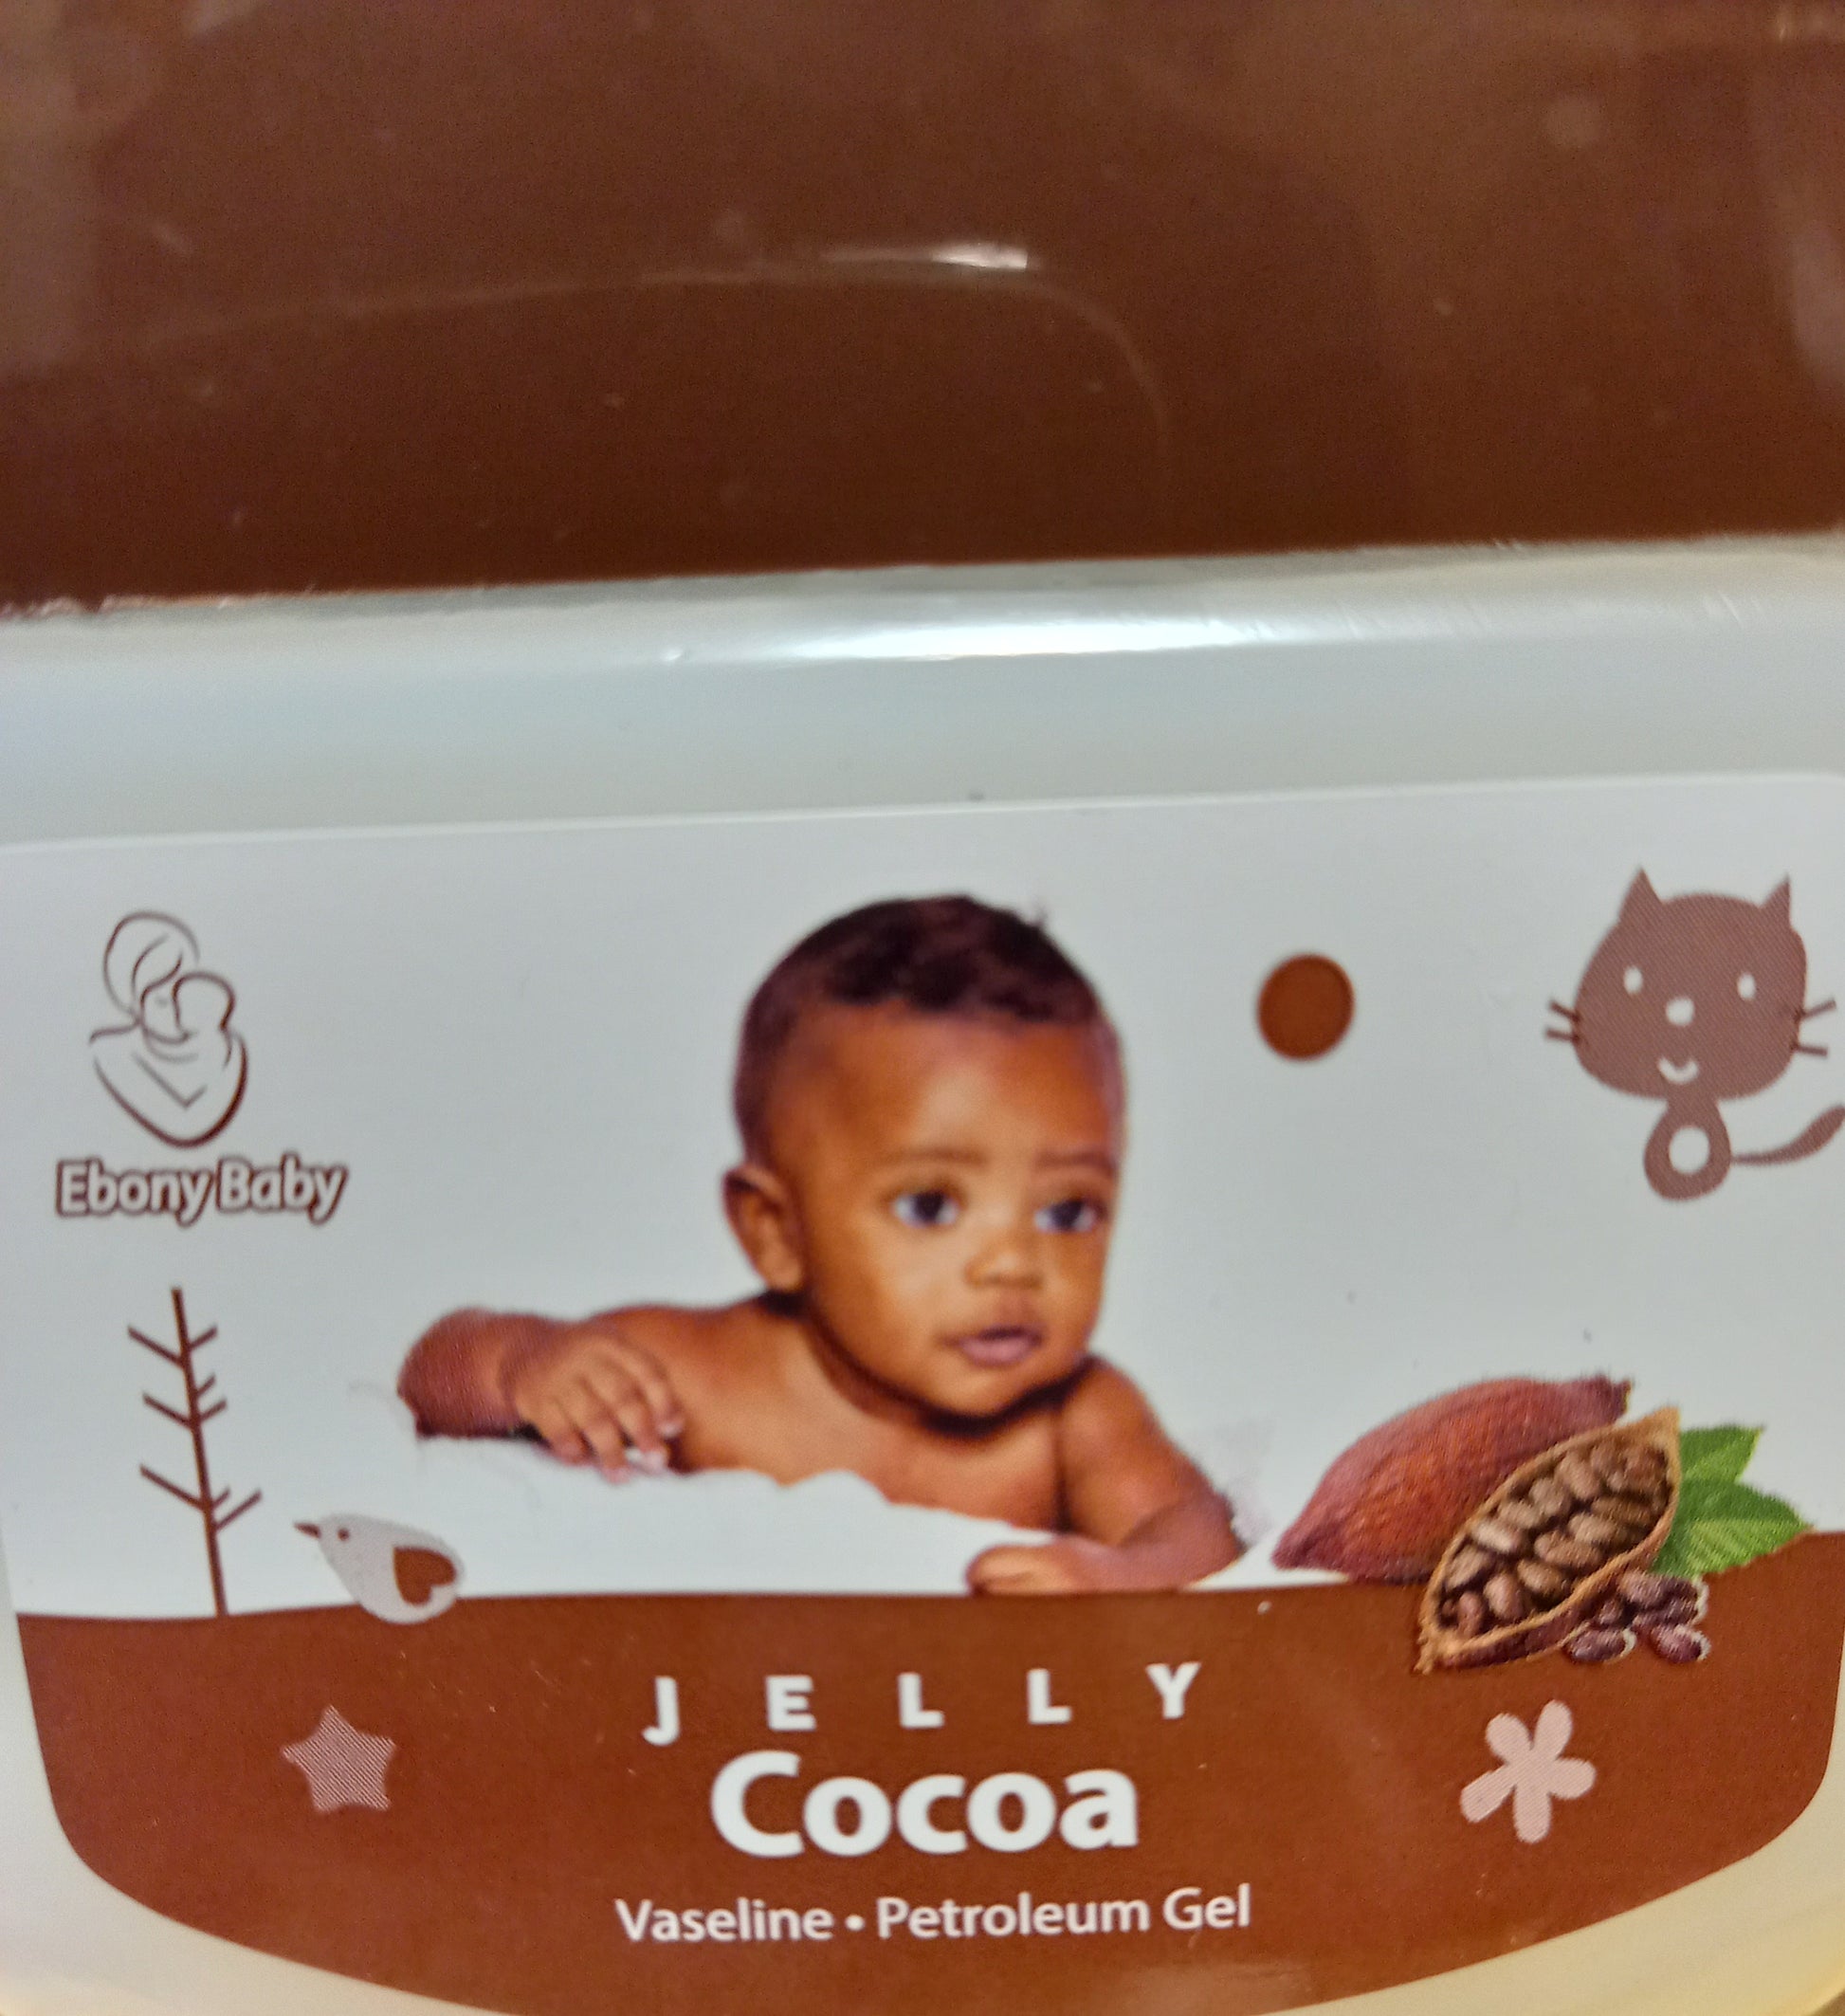 Ebony Baby
JELLY
Cocoa
Vaseline • Petroleum Gel